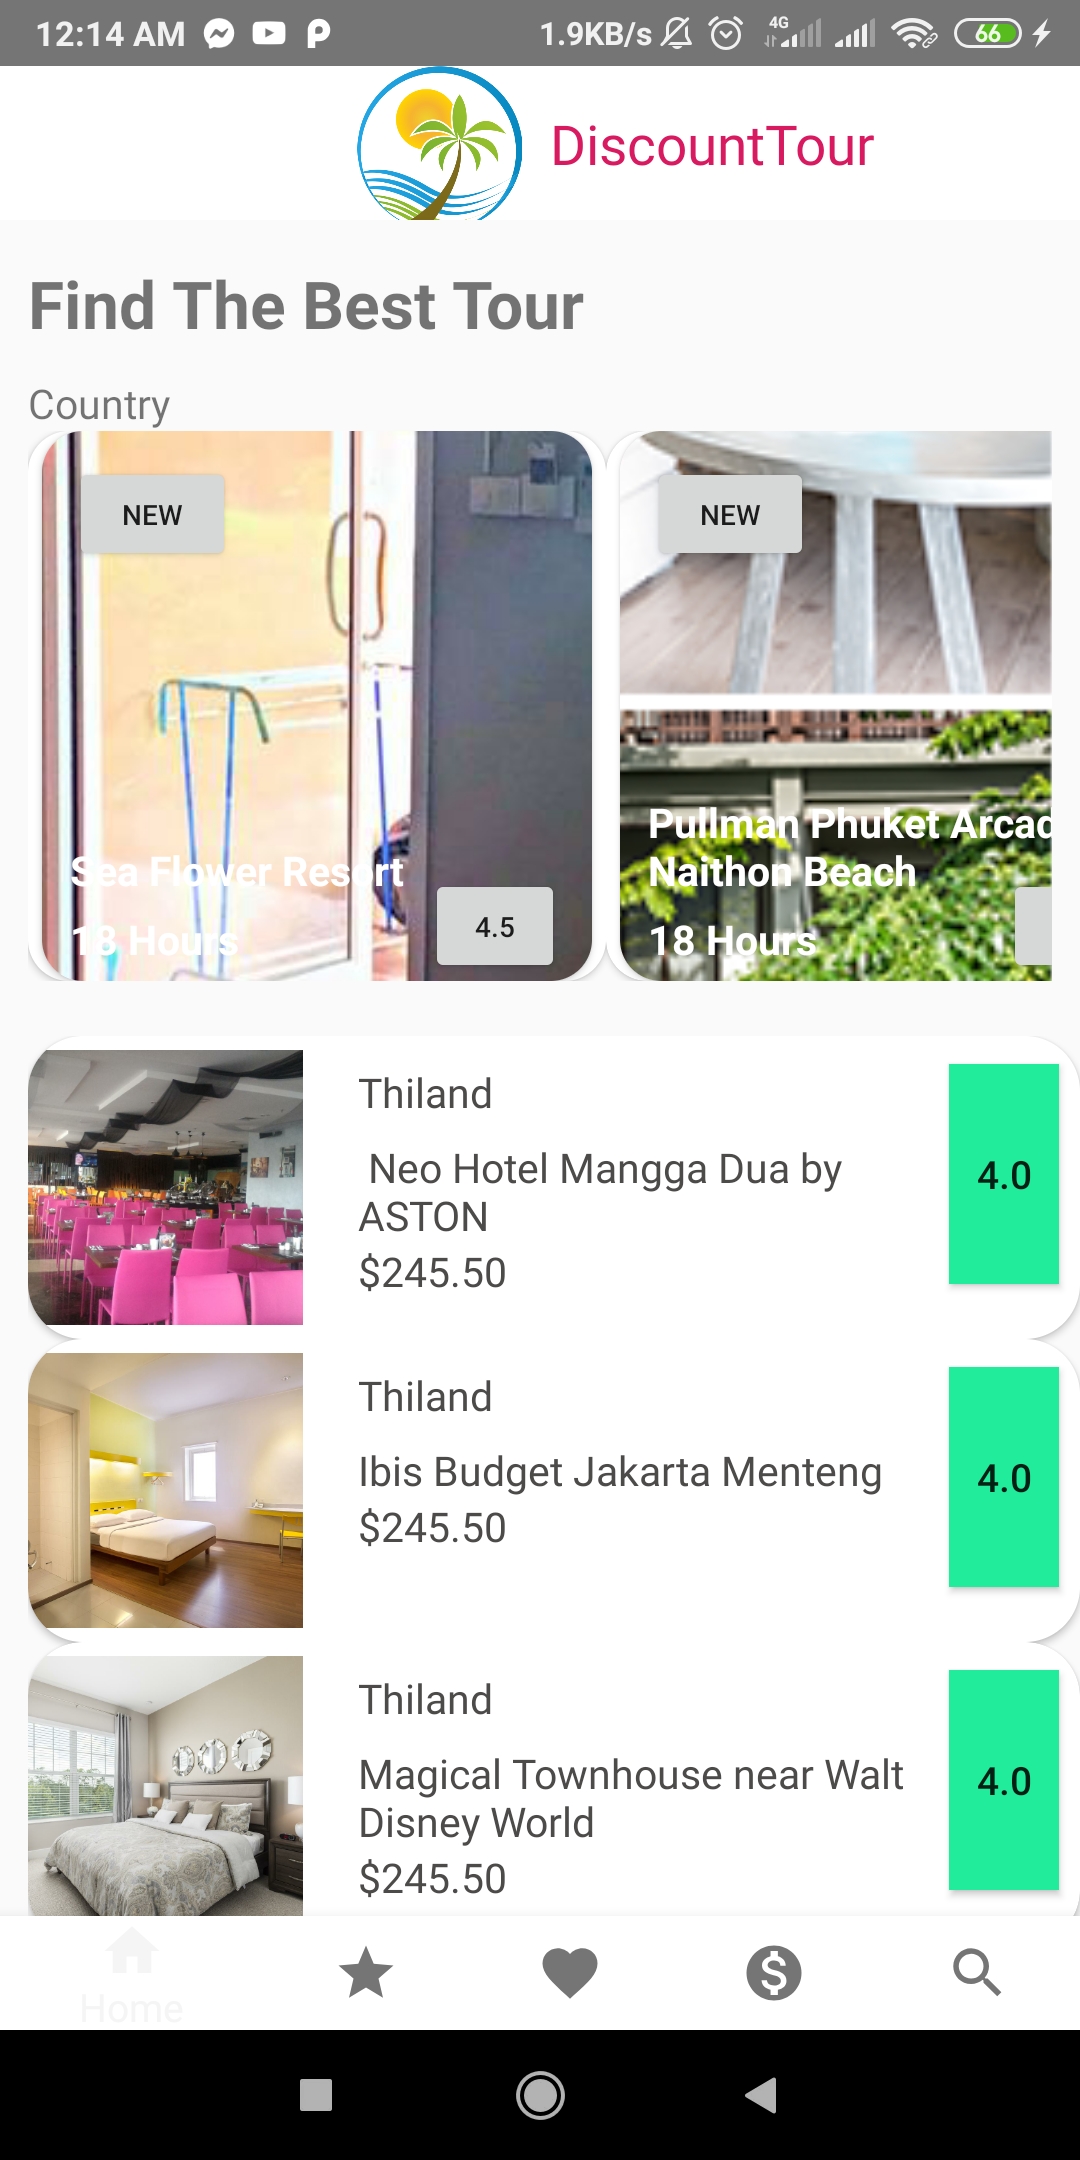 12:14 AM 1.9KB/s 4G 66
DiscountTour
Find The Best Tour
Country
NEW
NEW
Sea Flower Resort
18 Hours
4.5
Pullman Phuket Arcad
Naithon Beach
18 Hours
Thiland
Neo Hotel Mangga Dua by
ASTON
$245.50
4.0
Thiland
Ibis Budget Jakarta Menteng
$245.50
4.0
Thiland
Magical Townhouse near Walt
Disney World
$245.50
4.0
Home